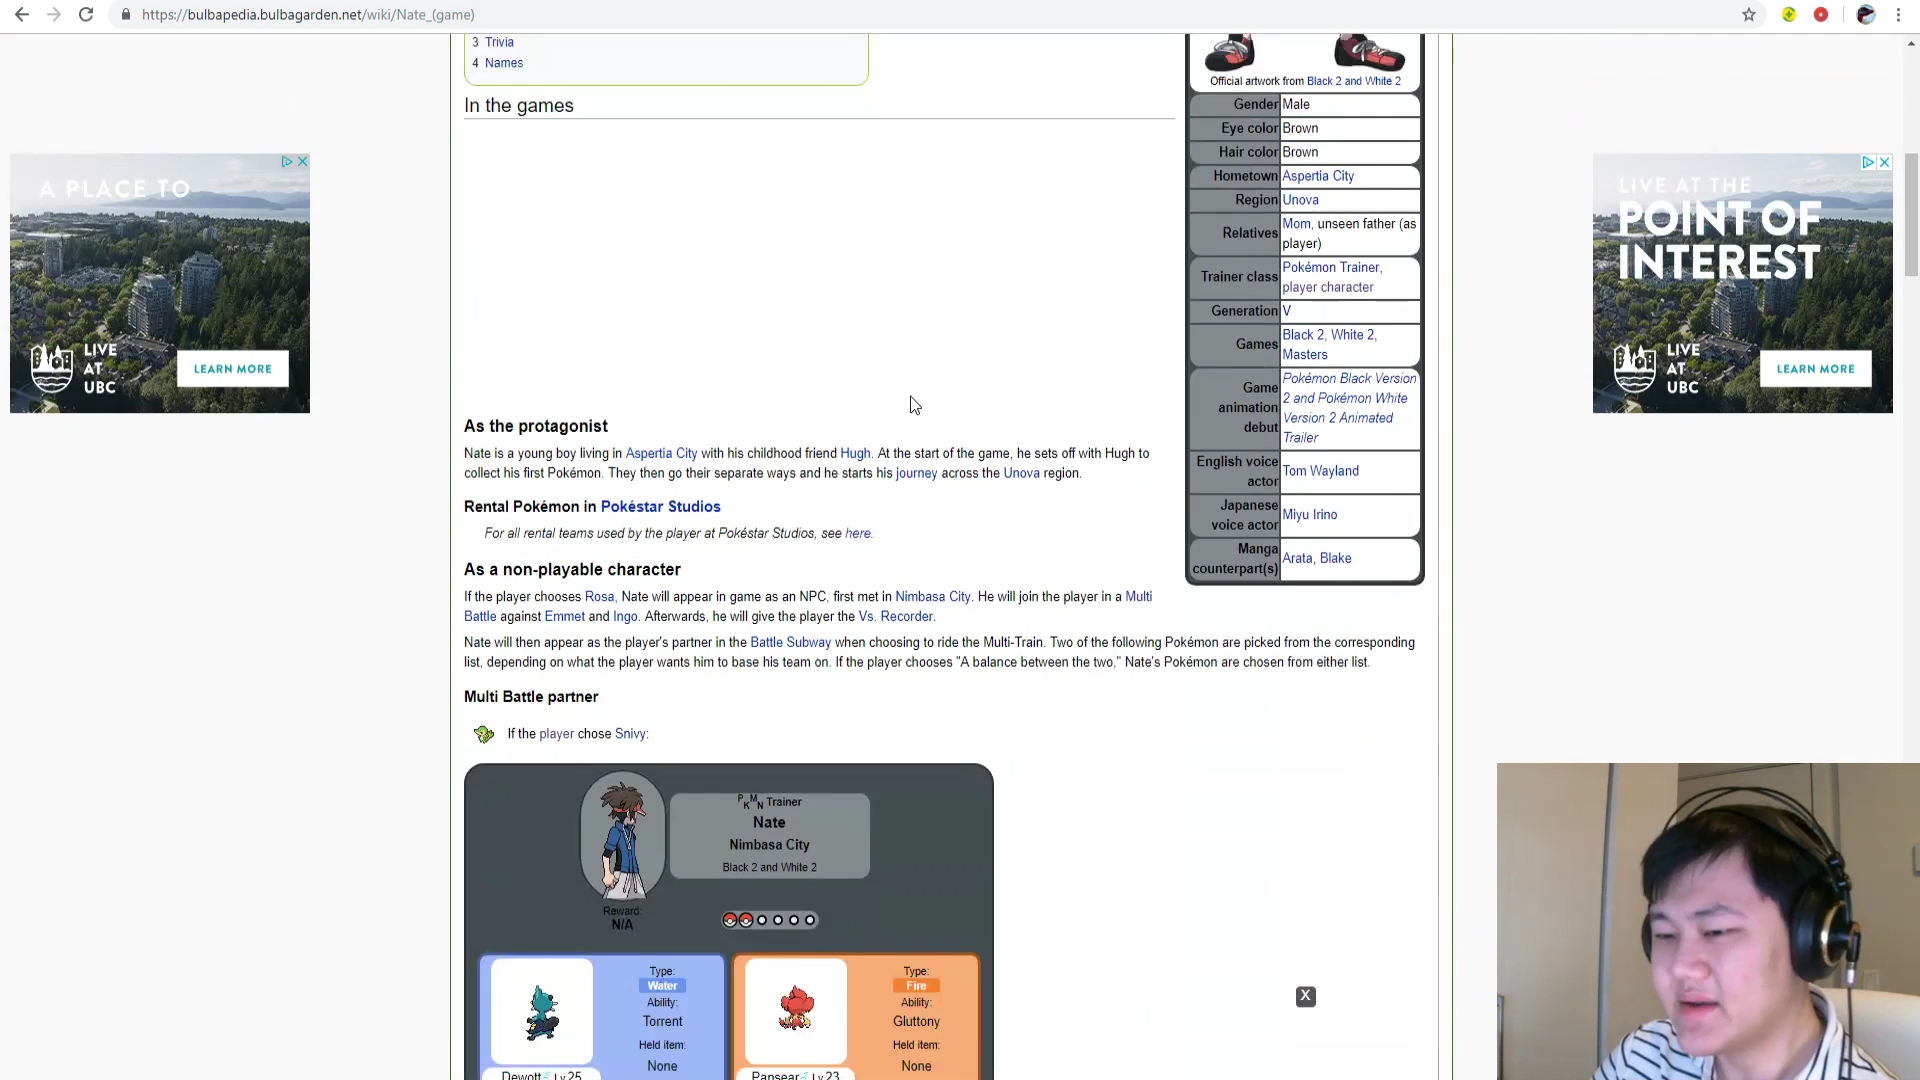 https://bulbapedia.bulbagarden.net/wiki/Nate_(game)
3 Trivia
4 Names
In the games
A PLACE TO
LIVE
AT
UBC
LEARN MORE
As the protagonist
Nate is a young boy living in Aspertia City with his childhood friend Hugh. At the start of the game, he sets off with Hugh to
collect his first Pokémon. They then go their separate ways and he starts his journey across the Unova region.
Rental Pokémon in Pokéstar Studios
For all rental teams used by the player at Pokéstar Studios, see here.
As a non-playable character
If the player chooses Rosa, Nate will appear in game as an NPC, first met in Nimbasa City. He will join the player in a Multi
Battle against Emmet and Ingo. Afterwards, he will give the player the Vs. Recorder.
Nate will then appear as the player's partner in the Battle Subway when choosing to ride the Multi-Train. Two of the following Pokémon are picked from the corresponding
list, depending on what the player wants him to base his team on. If the player chooses "A balance between the two," Nate's Pokémon are chosen from either list.
Multi Battle partner
If the player chose Snivy:
PKMN Trainer
Nate
Nimbasa City
Black 2 and White 2
Reward:
N/A
Type:
Water
Ability:
Torrent
Held item:
None
Dewott♂ Lv.25
Type:
Fire
Ability:
Gluttony
Held item:
None
Pansear♂ Lv.23
Official artwork from Black 2 and White 2
Gender Male
Eye color Brown
Hair color Brown
Hometown Aspertia City
Region Unova
Relatives Mom, unseen father (as
player)
Trainer class Pokémon Trainer,
player character
Generation V
Games Black 2, White 2,
Masters
Game
animation
debut
Pokémon Black Version
2 and Pokémon White
Version 2 Animated
Trailer
English voice
actor
Tom Wayland
Japanese
voice actor
Miyu Irino
Manga
counterpart(s)
Arata, Blake
LIVE AT THE
POINT OF
INTEREST
LIVE
AT
UBC
LEARN MORE
X